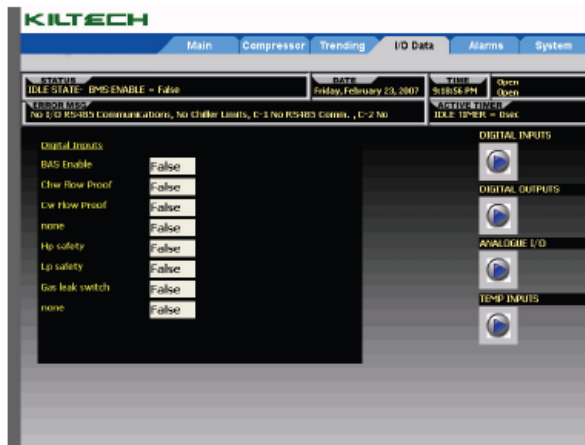 KILTECH
Main Compressor Trending I/O Data Alarms System
STATUS
IDLE STATE- BMS ENABLE = False
DATE
Friday, February 23, 2007
TIME
9:18:56 PM
Open
Open
ERROR MSG
No I/O RS485 Communications, No Chiller Limits, C-1 No RS485 Comm. , C-2 No
ACTIVE TIMER
IDLE TIMER = 0sec
Digital Inputs
BAS Enable False
Chw Flow Proof False
Cw Flow Proof False
none False
Hp safety False
Lp safety False
Gas leak switch False
none False
DIGITAL INPUTS
DIGITAL OUTPUTS
ANALOGUE I/O
TEMP INPUTS